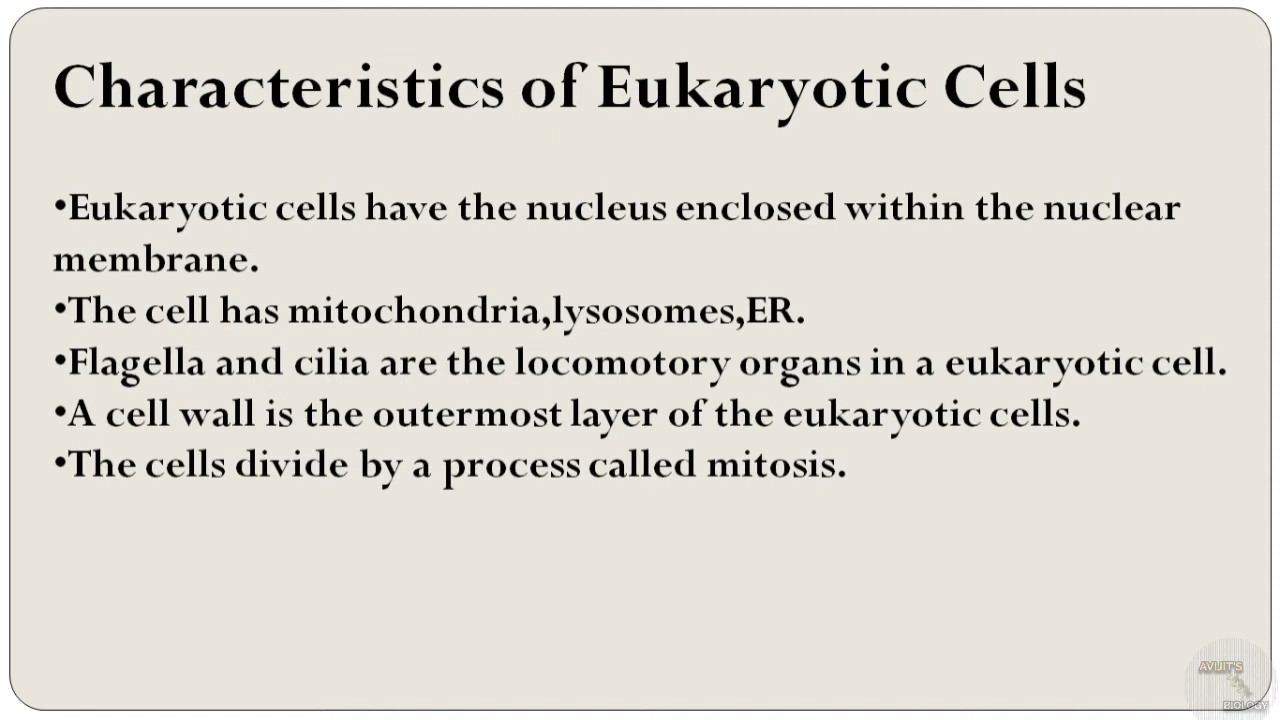 Characteristics of Eukaryotic Cells
•Eukaryotic cells have the nucleus enclosed within the nuclear
membrane.
•The cell has mitochondria,lysosomes,ER.
•Flagella and cilia are the locomotory organs in a eukaryotic cell.
•A cell wall is the outermost layer of the eukaryotic cells.
•The cells divide by a process called mitosis.
AVIJIT'S
BIOLOGY